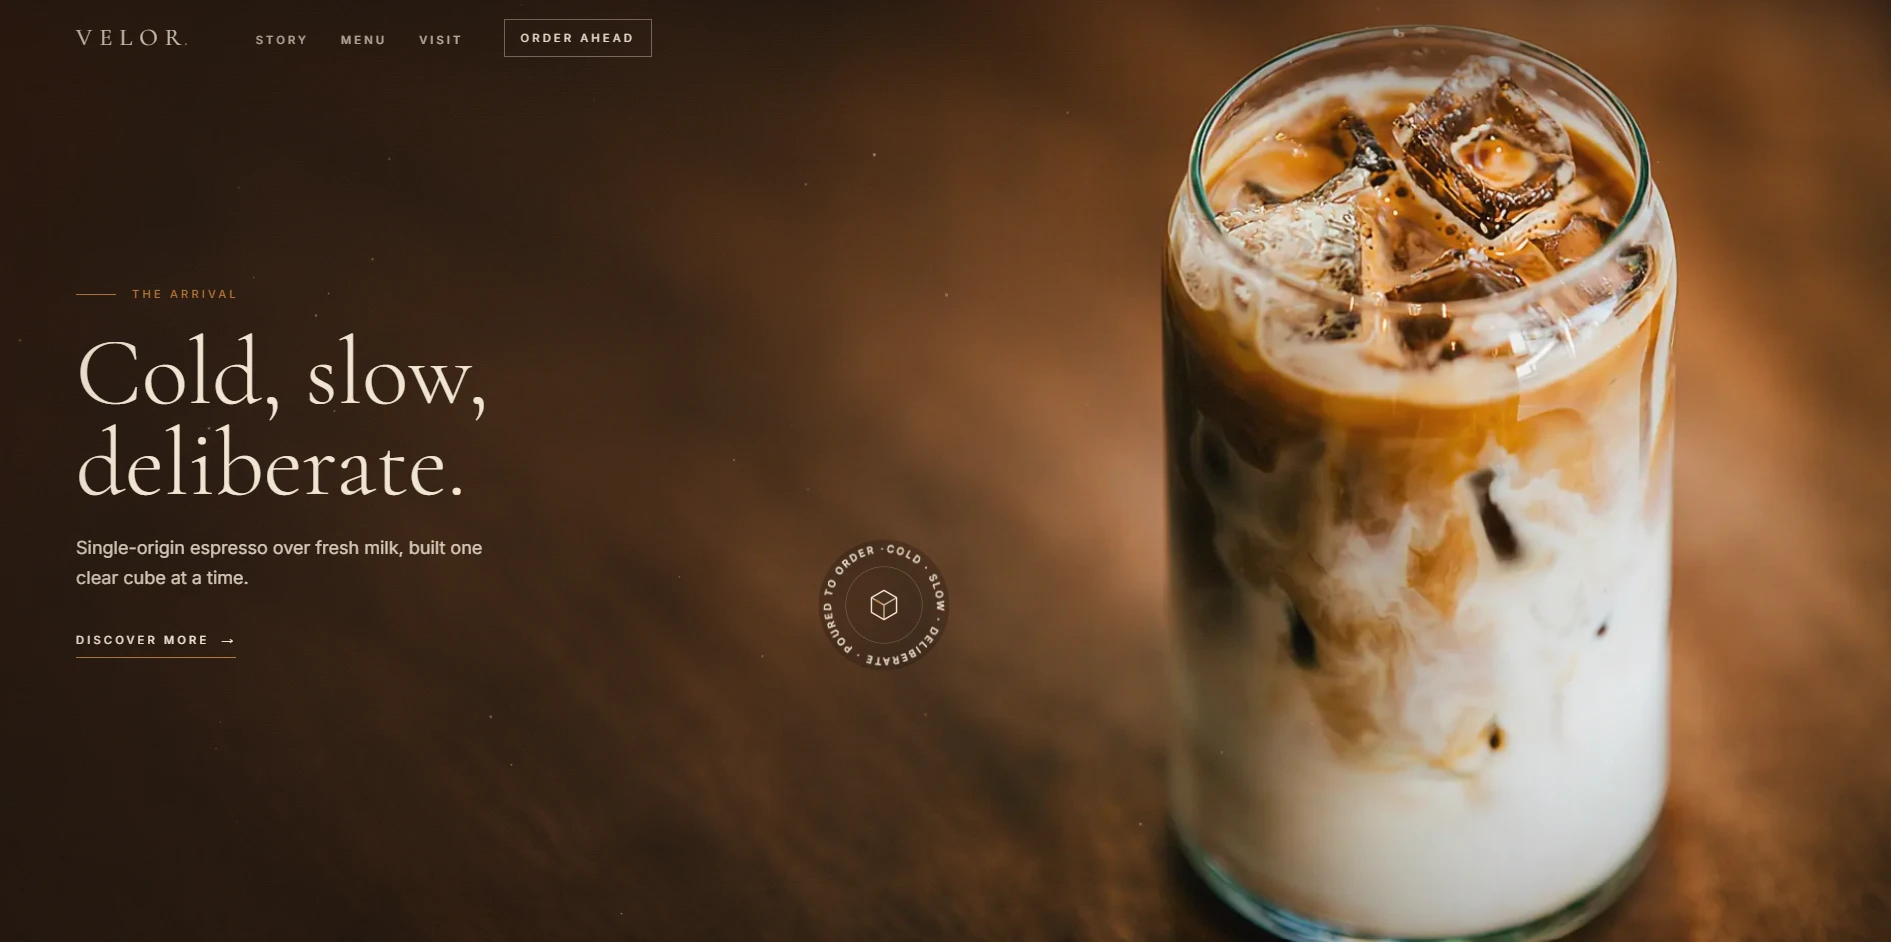 VELOR.
STORY
MENU
VISIT
ORDER AHEAD
THE ARRIVAL
Cold, slow,
deliberate.
Single-origin espresso over fresh milk, built one
clear cube at a time.
DISCOVER MORE →
COLD · SLOW · DELIBERATE · POURED TO ORDER ·